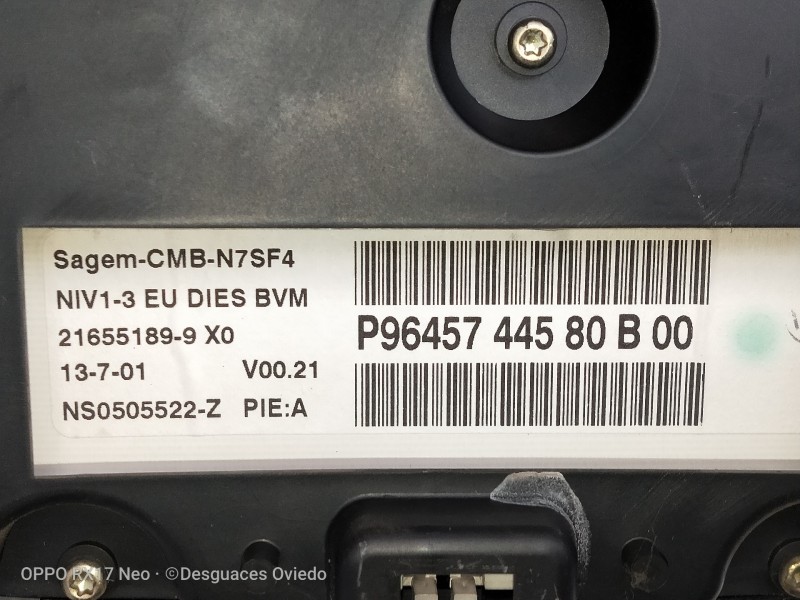 Sagem-CMB-N7SF4
NIV1-3 EU DIES BVM
21655189-9 X0
13-7-01 V00.21
NS0505522-Z PIE:A
P96457 445 80 B 00
OPPO RX17 Neo · ©Desguaces Oviedo